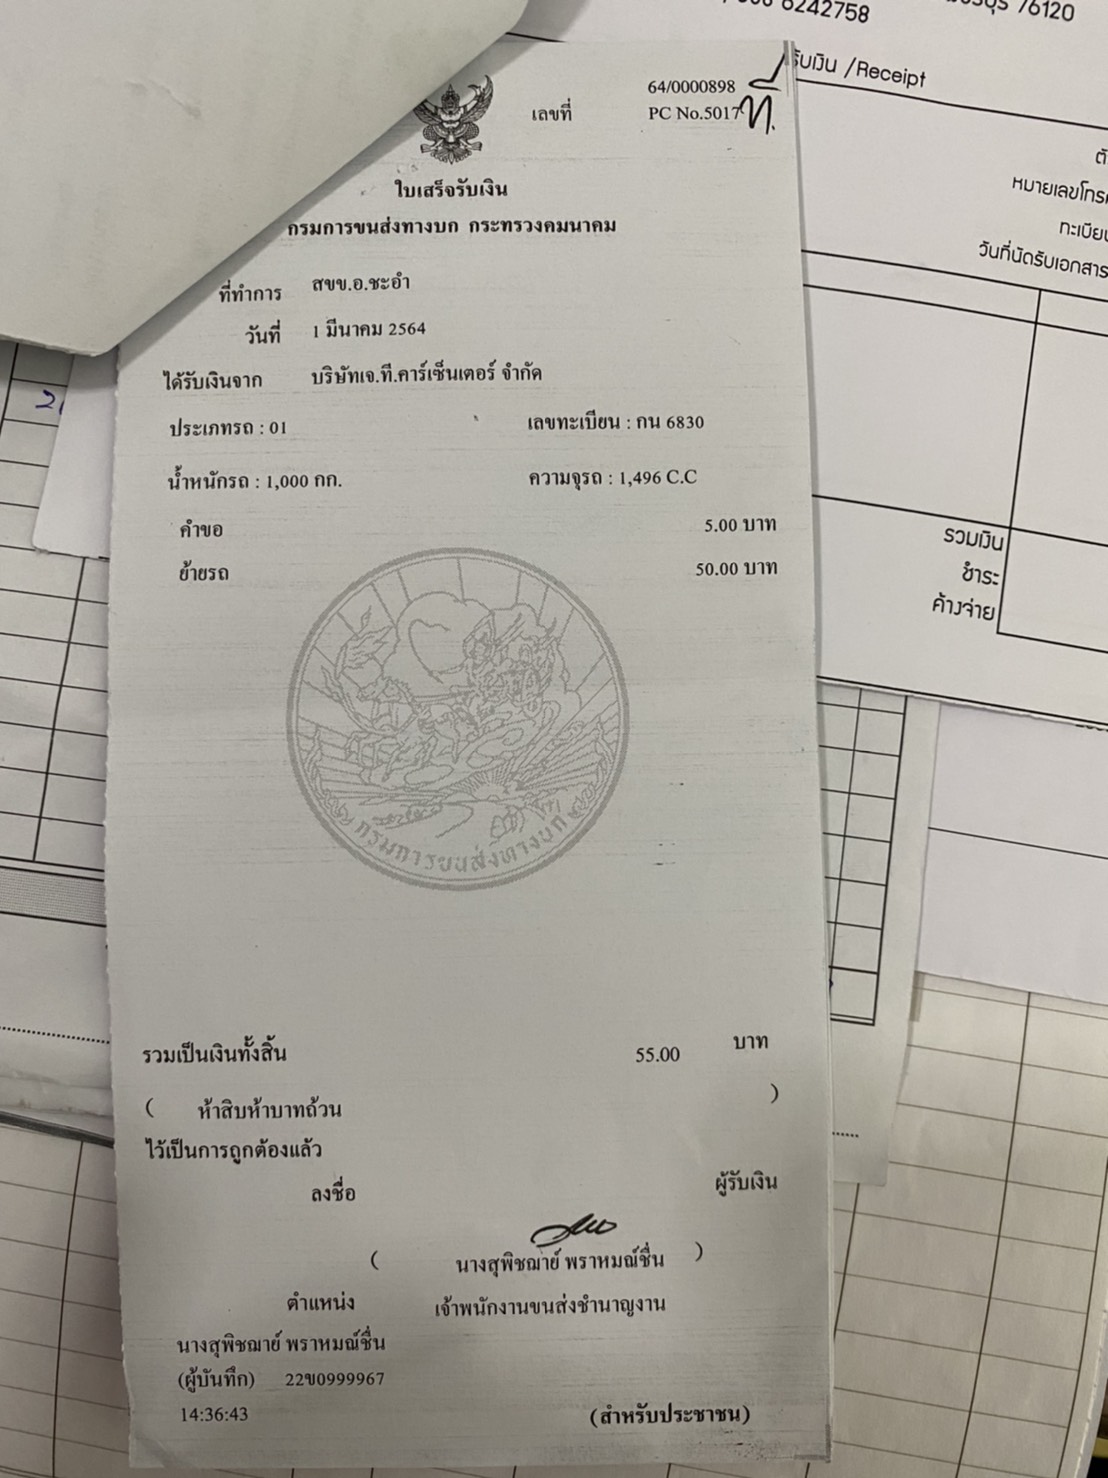 6242758
76120
รับเงิน /Receipt
หมายเลขโทร
ทะเบียน
วันที่นัดรับเอกสาร
รวมเงิน
ชำระ
ค้างจ่าย
เลขที่ 64/0000898
PC No.5017
ท.
ใบเสร็จรับเงิน
กรมการขนส่งทางบก กระทรวงคมนาคม
ที่ทำการ สขข.อ.ชะอำ
วันที่ 1 มีนาคม 2564
ได้รับเงินจาก บริษัทเจ.ที.คาร์เซ็นเตอร์ จำกัด
ประเภทรถ : 01 เลขทะเบียน : กน 6830
น้ำหนักรถ : 1,000 กก. ความจุรถ : 1,496 C.C
คำขอ 5.00 บาท
ย้ายรถ 50.00 บาท
กรมการขนส่งทางบก
รวมเป็นเงินทั้งสิ้น 55.00 บาท
( ห้าสิบห้าบาทถ้วน )
ไว้เป็นการถูกต้องแล้ว
ลงชื่อ ผู้รับเงิน
( นางสุพิชฌาย์ พราหมณ์ชื่น )
ตำแหน่ง เจ้าพนักงานขนส่งชำนาญงาน
นางสุพิชฌาย์ พราหมณ์ชื่น
(ผู้บันทึก) 22ข0999967
14:36:43 (สำหรับประชาชน)